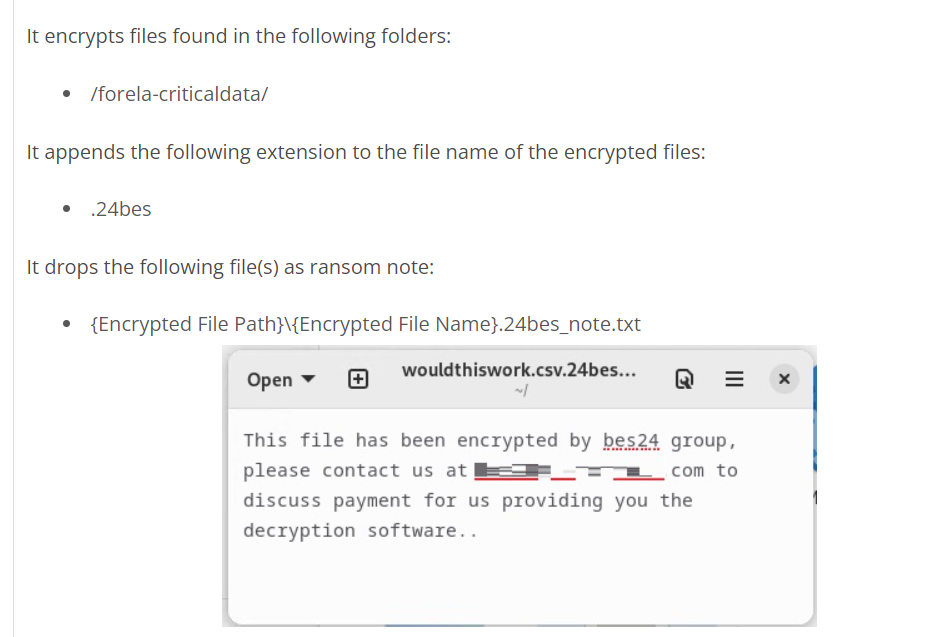 It encrypts files found in the following folders:
/forela-criticaldata/
It appends the following extension to the file name of the encrypted files:
.24bes
It drops the following file(s) as ransom note:
{Encrypted File Path}\{Encrypted File Name}.24bes_note.txt
Open
wouldthiswork.csv.24bes...
~/
This file has been encrypted by bes24 group,
please contact us at com to
discuss payment for us providing you the
decryption software..